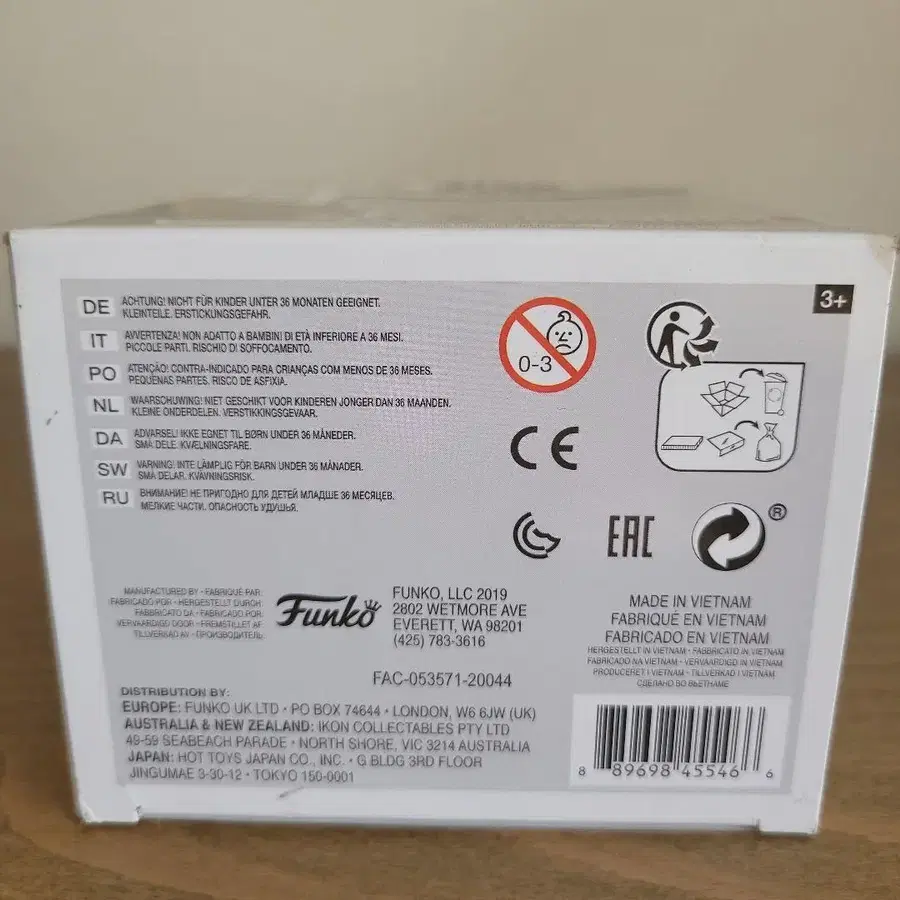 3+
DE ACHTUNG! NICHT FÜR KINDER UNTER 36 MONATEN GEEIGNET.
KLEINTEILE. ERSTICKUNGSGEFAHR.
IT AVVERTENZA! NON ADATTO A BAMBINI DI ETÀ INFERIORE A 36 MESI.
PICCOLE PARTI. RISCHIO DI SOFFOCAMENTO.
PO ATENÇÃO: CONTRA-INDICADO PARA CRIANÇAS COM MENOS DE 36 MESES.
PEQUENAS PARTES. RISCO DE ASFIXIA.
NL WAARSCHUWING! NIET GESCHIKT VOOR KINDEREN JONGER DAN 36 MAANDEN.
KLEINE ONDERDELEN. VERSTIKKINGSGEVAAR.
DA ADVARSEL! IKKE EGNET TIL BØRN UNDER 36 MÅNEDER.
SMÅ DELE. KVÆLNINGSFARE.
SW VARNING! INTE LÄMPLIG FÖR BARN UNDER 36 MÅNADER.
SMÅ DELAR. KVÄVNINGSRISK.
RU ВНИМАНИЕ! НЕ ПРИГОДНО ДЛЯ ДЕТЕЙ МЛАДШЕ 36 МЕСЯЦЕВ.
МЕЛКИЕ ЧАСТИ. ОПАСНОСТЬ УДУШЬЯ.
0-3
CE
EAC
®
MANUFACTURED BY • FABRIQUÉ PAR:
FABRICADO POR • HERGESTELLT DURCH:
FABBRICATO DA • FABRICADO POR:
VERVAARDIGD DOOR • FREMSTILLET AF:
TILLVERKAD AV • ПРОИЗВОДИТЕЛЬ:
Funko
FUNKO, LLC 2019
2802 WETMORE AVE
EVERETT, WA 98201
(425) 783-3616
FAC-053571-20044
MADE IN VIETNAM
FABRIQUÉ EN VIETNAM
FABRICADO EN VIETNAM
HERGESTELLT IN VIETNAM • FABBRICATO IN VIETNAM
FABRICADO NA VIETNAM • VERVAARDIGD IN VIETNAM
PRODUCERET I VIETNAM • TILLVERKAD I VIETNAM
СДЕЛАНО ВО ВЬЕТНАМЕ
DISTRIBUTION BY:
EUROPE: FUNKO UK LTD • PO BOX 74644 • LONDON, W6 6JW (UK)
AUSTRALIA & NEW ZEALAND: IKON COLLECTABLES PTY LTD
49-59 SEABEACH PARADE • NORTH SHORE, VIC 3214 AUSTRALIA
JAPAN: HOT TOYS JAPAN CO., INC. • G BLDG 3RD FLOOR
JINGUMAE 3-30-12 • TOKYO 150-0001
8 89698 45546 6